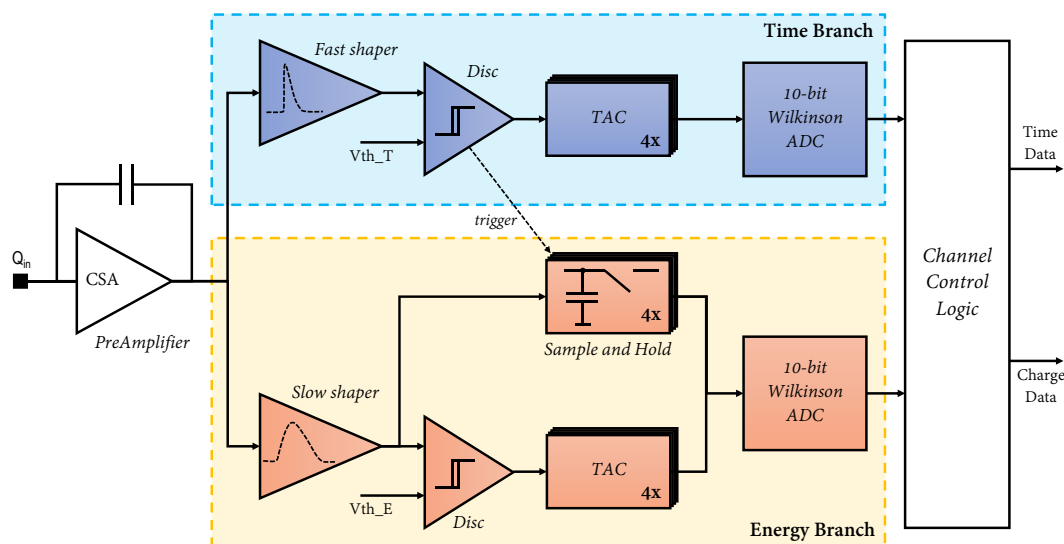 Time Branch
Fast shaper
Disc
Vth_T
TAC
4x
10-bit
Wilkinson
ADC
Time
Data
trigger
Qin
CSA
PreAmplifier
4x
Sample and Hold
Channel
Control
Logic
Slow shaper
Vth_E
Disc
TAC
4x
10-bit
Wilkinson
ADC
Charge
Data
Energy Branch